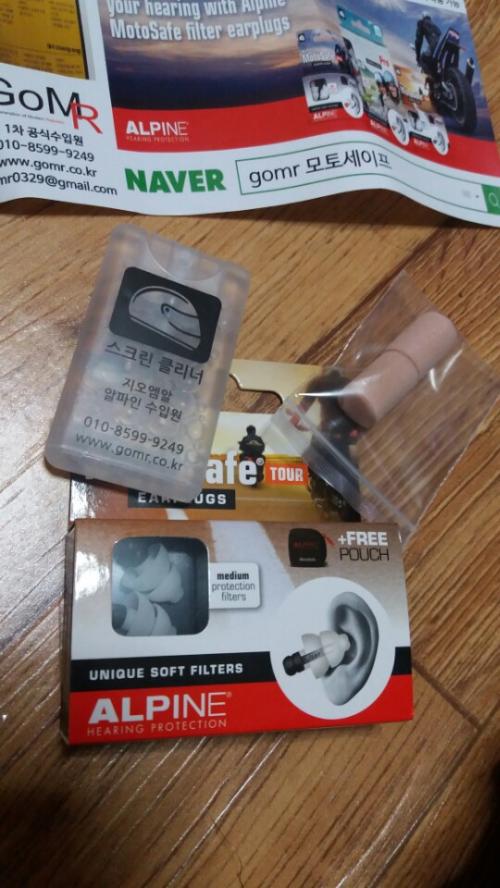 your hearing with Alpine
MotoSafe filter earplugs
ALPINE
HEARING PROTECTION
GoMR
1차 공식수입원
010-8599-9249
www.gomr.co.kr
mr0329@gmail.com
NAVER
gomr 모토세이프
스크린 클리너
지오엠알
알파인 수입원
010-8599-9249
www.gomr.co.kr
afe® TOUR
EAR UGS
+FREE
POUCH
medium
protection
filters
UNIQUE SOFT FILTERS
ALPINE®
HEARING PROTECTION